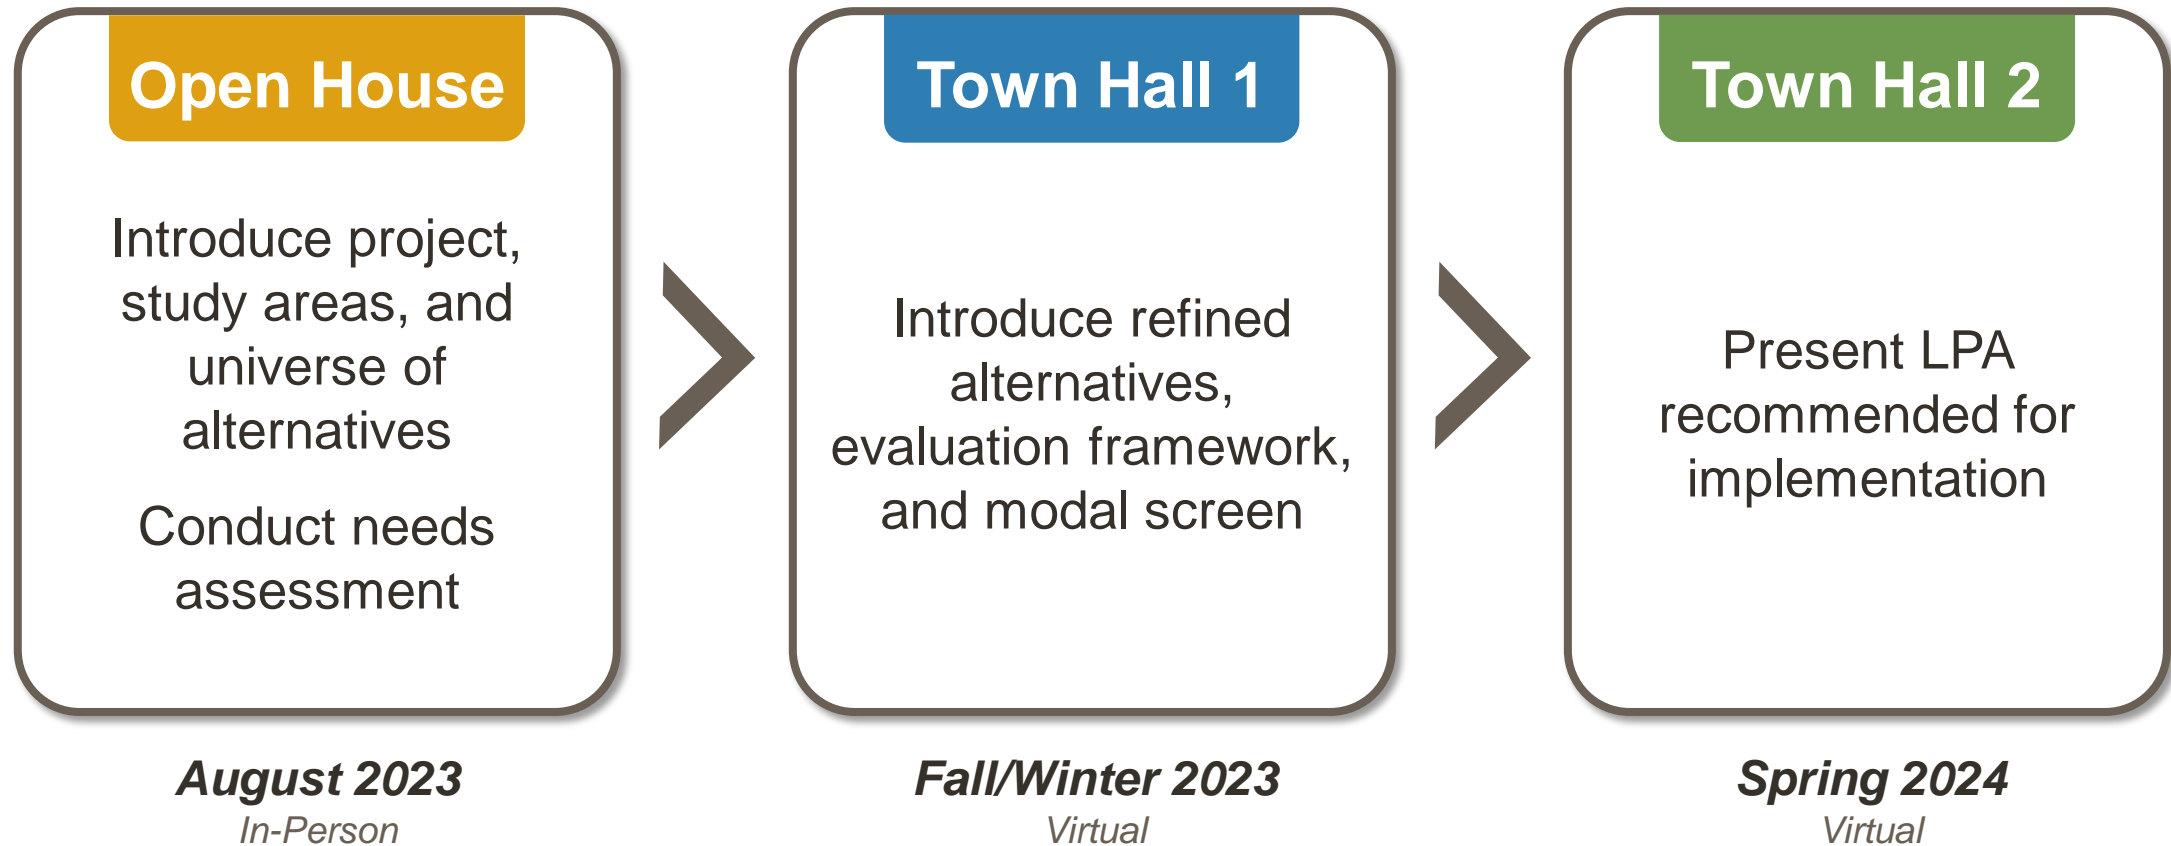 Open House
Introduce project,
study areas, and
universe of
alternatives
Conduct needs
assessment
August 2023
In-Person
Town Hall 1
Introduce refined
alternatives,
evaluation framework,
and modal screen
Fall/Winter 2023
Virtual
Town Hall 2
Present LPA
recommended for
implementation
Spring 2024
Virtual